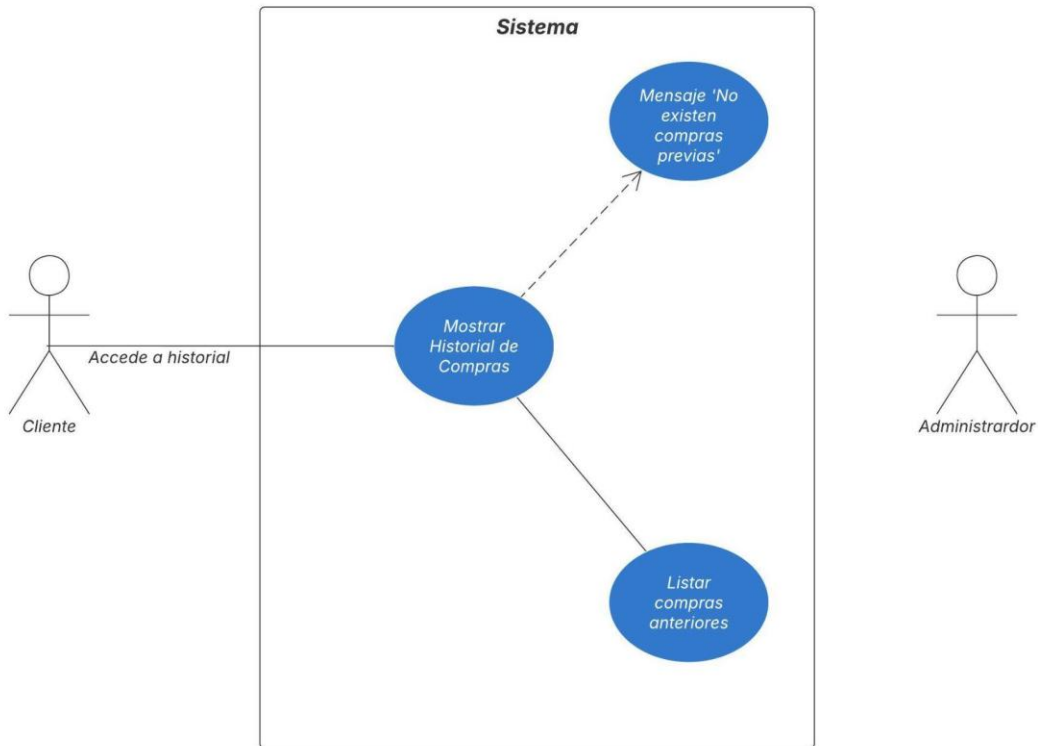 Sistema
Mensaje 'No
existen
compras
previas'
Mostrar
Historial de
Compras
Accede a historial
Cliente
Administrardor
Listar
compras
anteriores